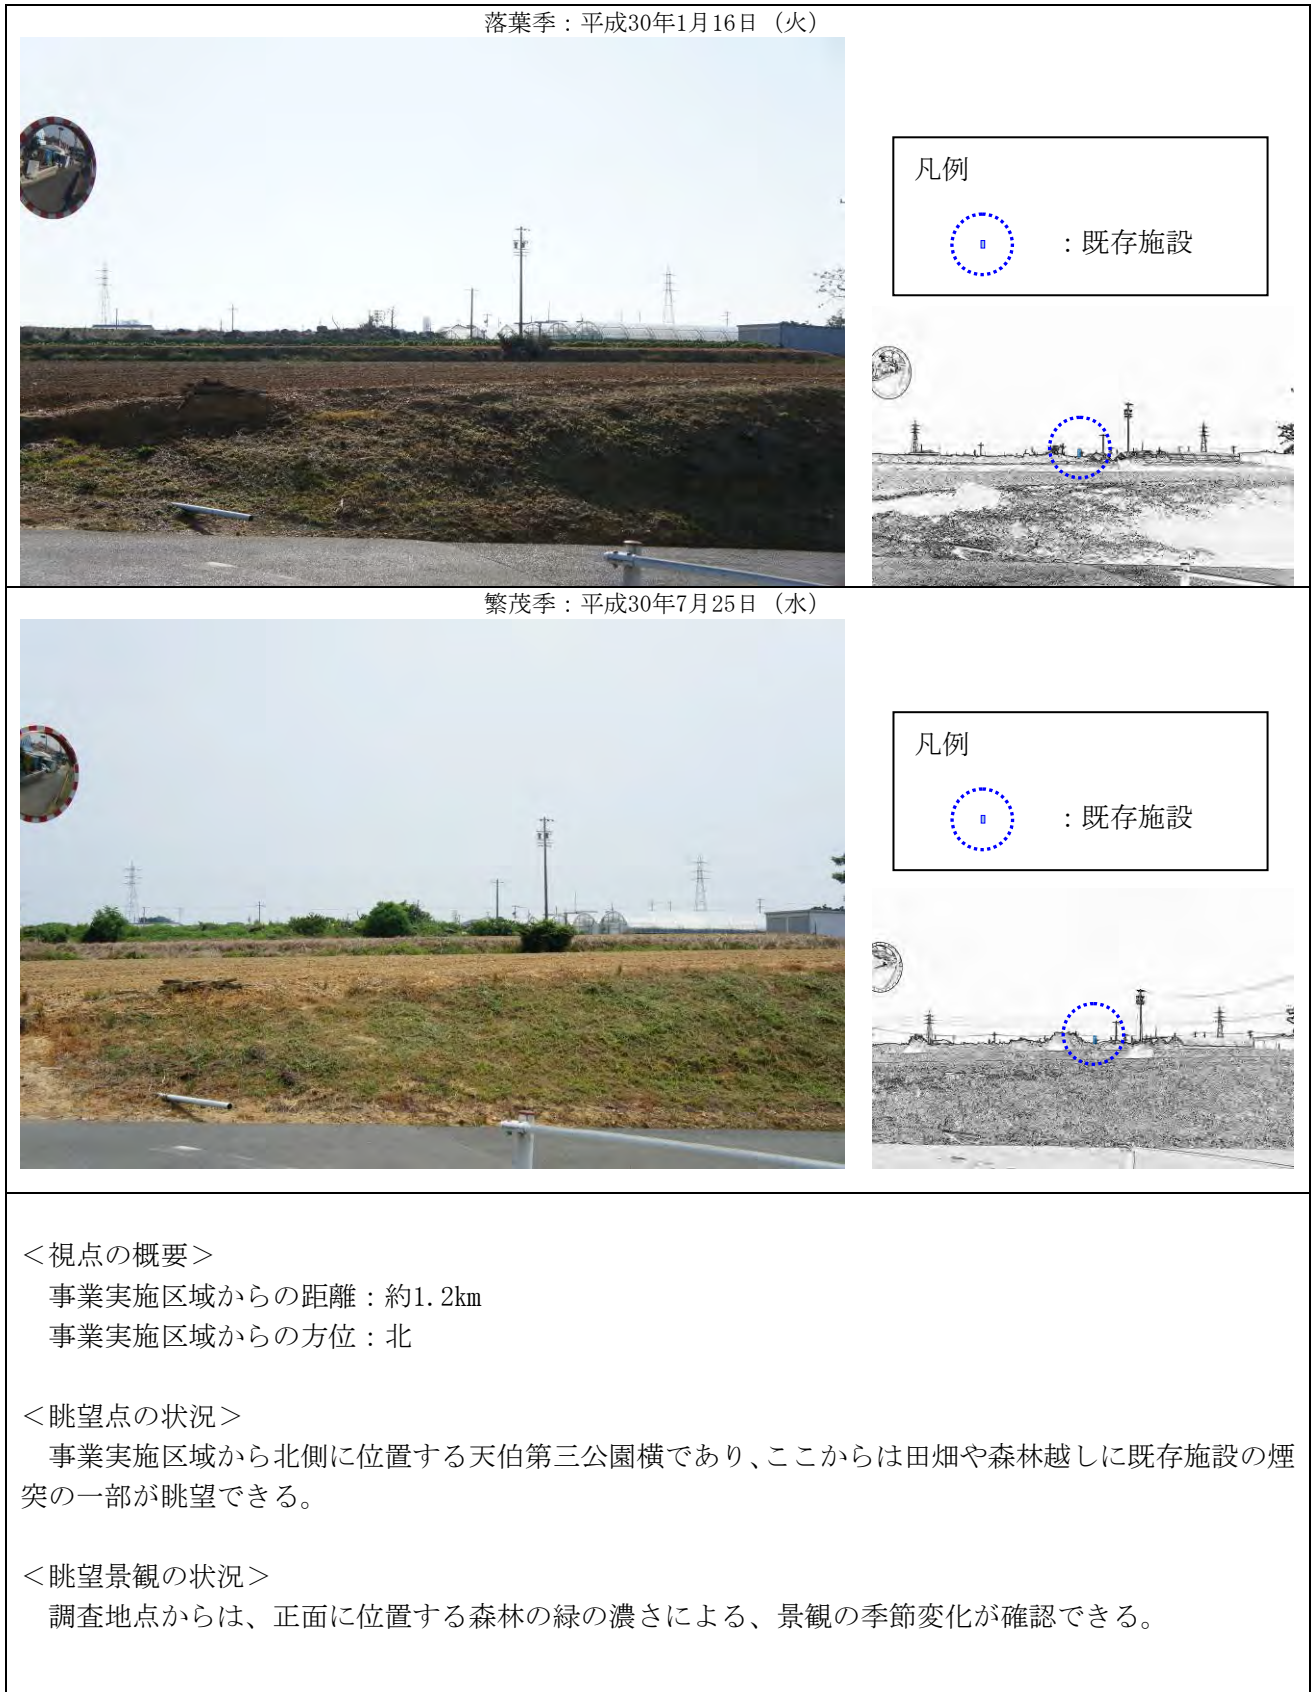 落葉季：平成30年1月16日（火）
凡例
：既存施設
繁茂季：平成30年7月25日（水）
凡例
：既存施設
＜視点の概要＞
事業実施区域からの距離：約1.2km
事業実施区域からの方位：北
＜眺望点の状況＞
事業実施区域から北側に位置する天伯第三公園横であり、ここからは田畑や森林越しに既存施設の煙
突の一部が眺望できる。
＜眺望景観の状況＞
調査地点からは、正面に位置する森林の緑の濃さによる、景観の季節変化が確認できる。